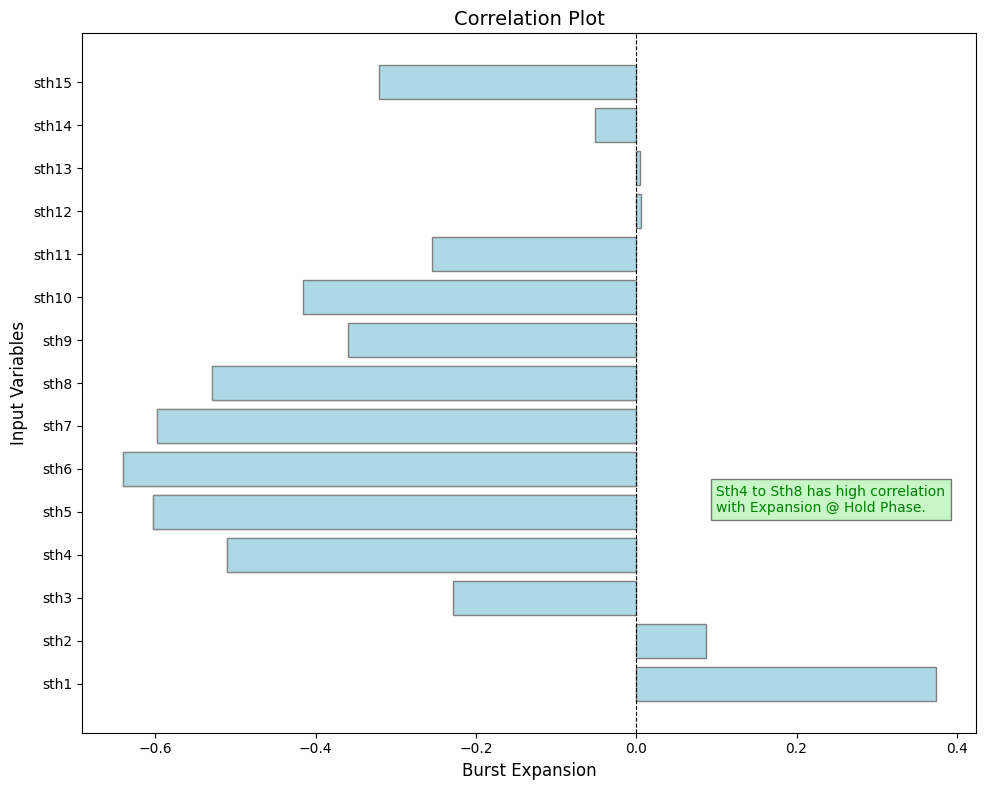 Correlation Plot
Input Variables
sth15
sth14
sth13
sth12
sth11
sth10
sth9
sth8
sth7
sth6
sth5
sth4
sth3
sth2
sth1
Sth4 to Sth8 has high correlation
with Expansion @ Hold Phase.
−0.6 −0.4 −0.2 0.0 0.2 0.4
Burst Expansion